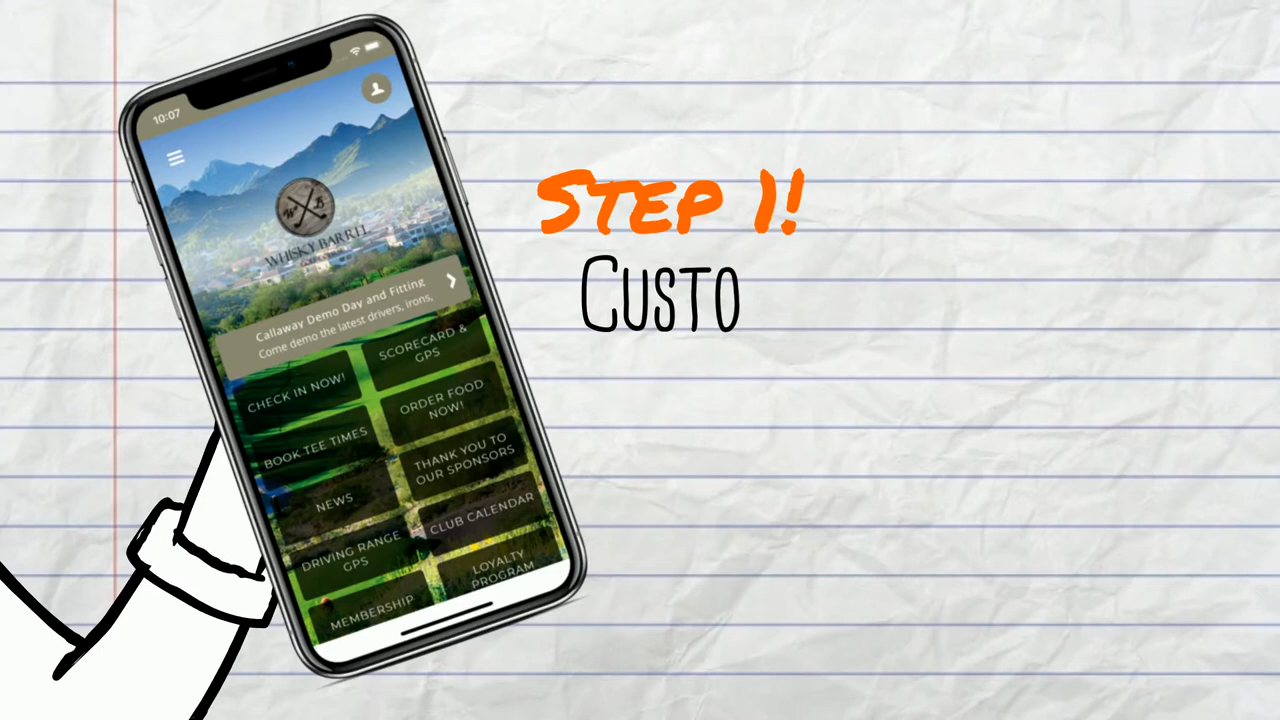 10:07
W B
WHISKY BARREL
Callaway Demo Day and Fitting
Come demo the latest drivers, irons,
CHECK IN NOW!
SCORECARD &
GPS
BOOK TEE TIMES
ORDER FOOD
NOW!
NEWS
THANK YOU TO
OUR SPONSORS
DRIVING RANGE
GPS
CLUB CALENDAR
MEMBERSHIP
LOYALTY
PROGRAM
STEP 1!
CUSTO